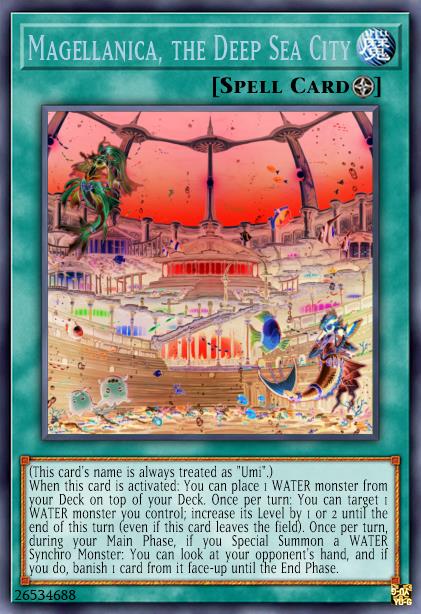 MAGELLANICA, THE DEEP SEA CITY
魔
[SPELL CARD]
(This card's name is always treated as "Umi".)
When this card is activated: You can place 1 WATER monster from
your Deck on top of your Deck. Once per turn: You can target 1
WATER monster you control; increase its Level by 1 or 2 until the
end of this turn (even if this card leaves the field). Once per turn,
during your Main Phase, if you Special Summon a WATER
Synchro Monster: You can look at your opponent's hand, and if
you do, banish 1 card from it face-up until the End Phase.
26534688